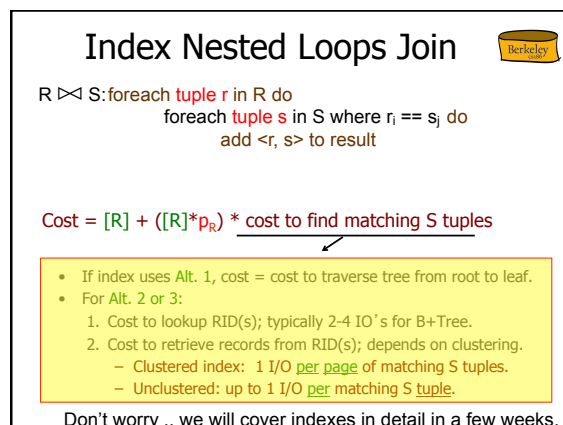 Index Nested Loops Join
Berkeley
cs186
R ⋈ S: foreach tuple r in R do
foreach tuple s in S where ri == sj do
add <r, s> to result
Cost = [R] + ([R]*pR) * cost to find matching S tuples
• If index uses Alt. 1, cost = cost to traverse tree from root to leaf.
• For Alt. 2 or 3:
1. Cost to lookup RID(s); typically 2-4 IO's for B+Tree.
2. Cost to retrieve records from RID(s); depends on clustering.
– Clustered index: 1 I/O per page of matching S tuples.
– Unclustered: up to 1 I/O per matching S tuple.
Don't worry .. we will cover indexes in detail in a few weeks.